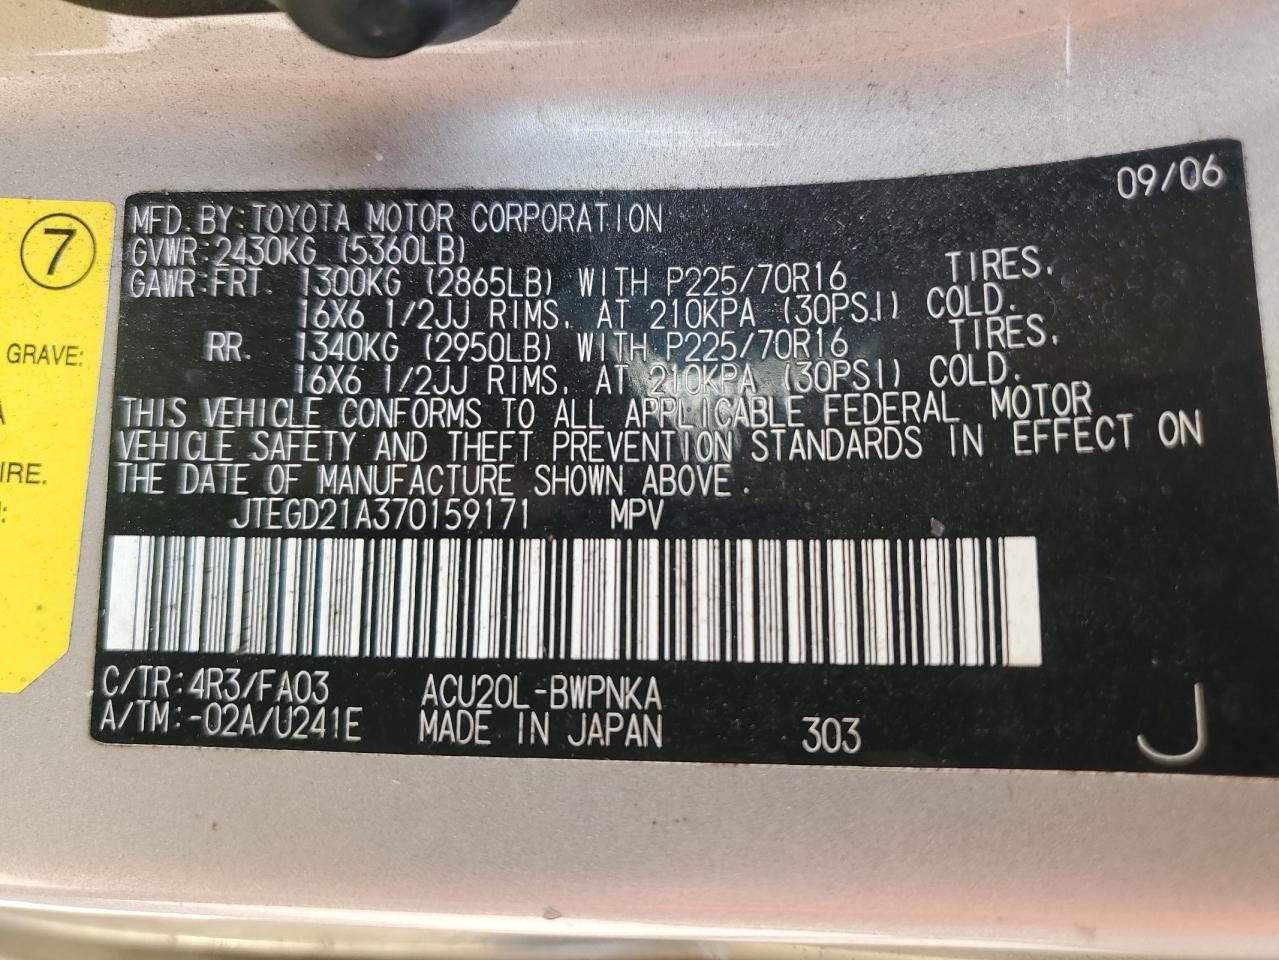 09/06
MFD. BY: TOYOTA MOTOR CORPORATION
GVWR: 2430KG (5360LB)
GAWR: FRT. 1300KG (2865LB) WITH P225/70R16 TIRES.
16X6 1/2JJ RIMS, AT 210KPA (30PSI) COLD.
RR. 1340KG (2950LB) WITH P225/70R16 TIRES.
16X6 1/2JJ RIMS, AT 210KPA (30PSI) COLD.
THIS VEHICLE CONFORMS TO ALL APPLICABLE FEDERAL MOTOR
VEHICLE SAFETY AND THEFT PREVENTION STANDARDS IN EFFECT ON
THE DATE OF MANUFACTURE SHOWN ABOVE.
JTEGD21A370159171 MPV
C/TR: 4R3/FA03 ACU20L-BWPNKA
A/TM: -02A/U241E MADE IN JAPAN 303 J
7
GRAVE:
A
IRE.
: